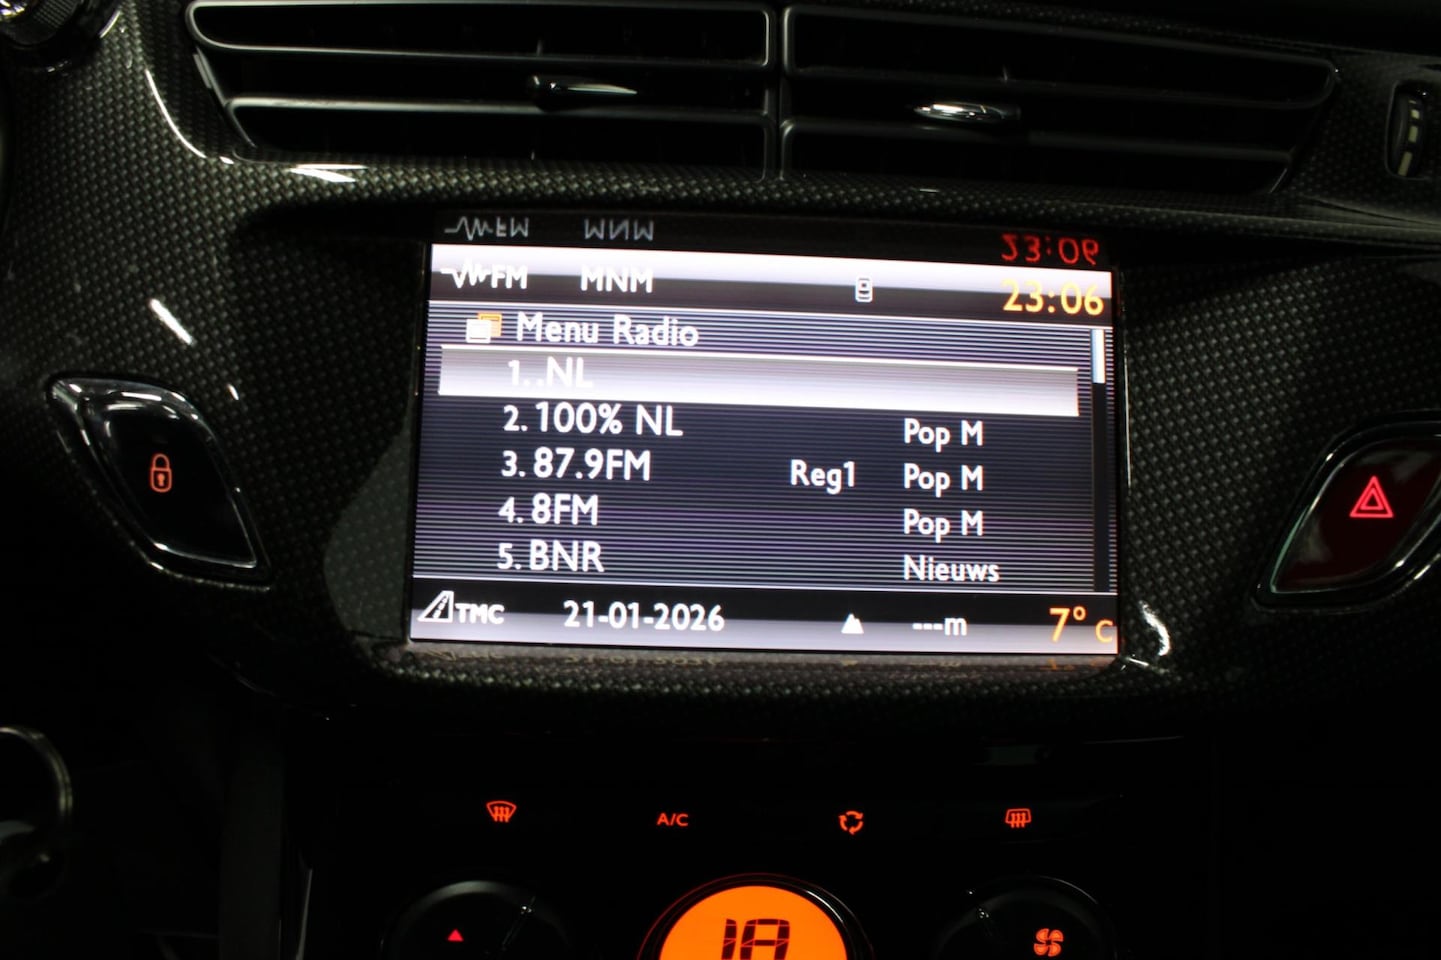 FM MNM 23:06
Menu Radio
1. .NL
2. 100% NL Pop M
3. 87.9FM Reg1 Pop M
4. 8FM Pop M
5. BNR Nieuws
TMC 21-01-2026 ---m 7° C
A/C
18